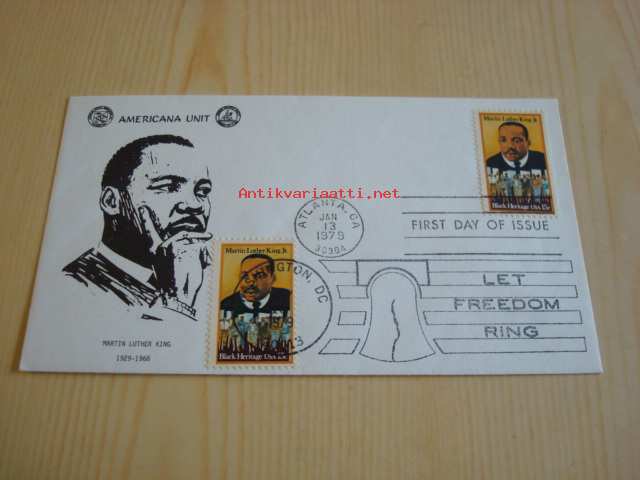 AMERICANA UNIT
Martin Luther King Jr.
Black Heritage USA 15c
Antikvariaatti.net
ATLANTA, GA
JAN
13
1979
30304
FIRST DAY OF ISSUE
LET
FREEDOM
RING
Martin Luther King Jr.
Black Heritage USA 15c
NGTON, DC
MARTIN LUTHER KING
1929-1968